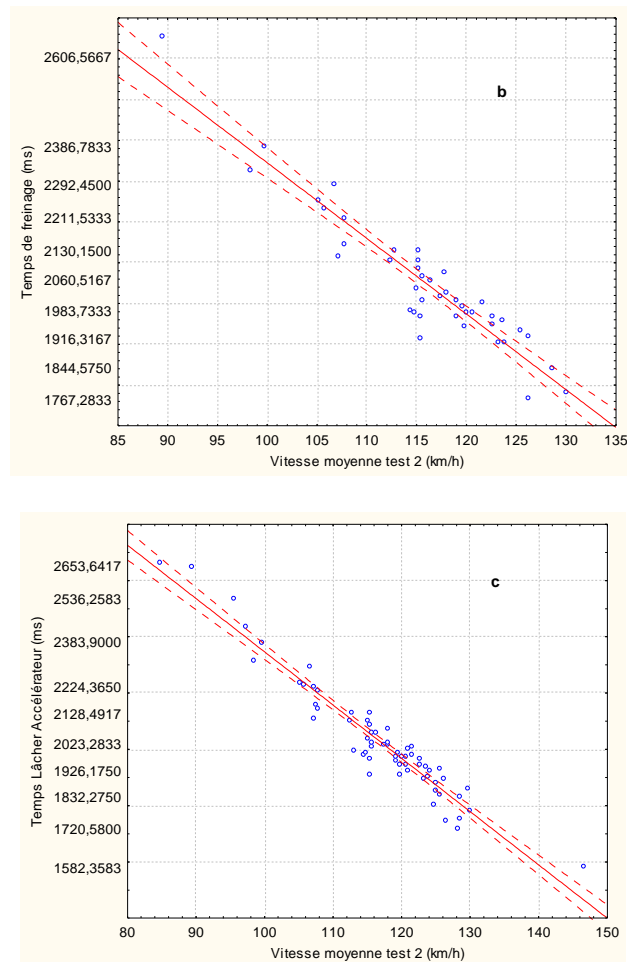 b
Temps de freinage (ms)
2606,5667
2386,7833
2292,4500
2211,5333
2130,1500
2060,5167
1983,7333
1916,3167
1844,5750
1767,2833
85 90 95 100 105 110 115 120 125 130 135
Vitesse moyenne test 2 (km/h)
c
Temps Lâcher Accélérateur (ms)
2653,6417
2536,2583
2383,9000
2224,3650
2128,4917
2023,2833
1926,1750
1832,2750
1720,5800
1582,3583
80 90 100 110 120 130 140 150
Vitesse moyenne test 2 (km/h)